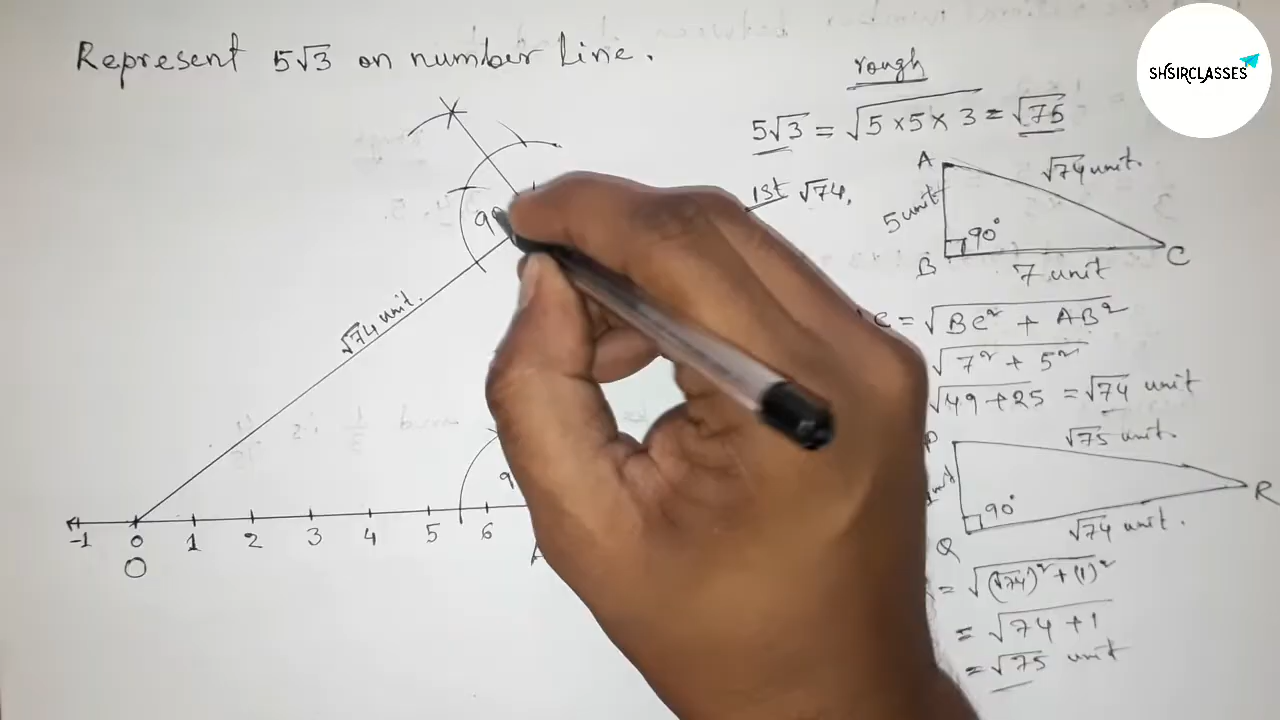 Represent 5√3 on number line.
SHSIRCLASSES
rough
5√3 = √5×5×3 = √75
1st √74,
A
√74 unit.
5 unit
90°
B
7 unit
C
= √BC² + AB²
√7² + 5²
√49+25 = √74 unit
√75 unit.
90°
R
Q
√74 unit.
= √(√74)² + (1)²
= √74 + 1
= √75 unit
√74 unit.
-1 0 1 2 3 4 5 6
O